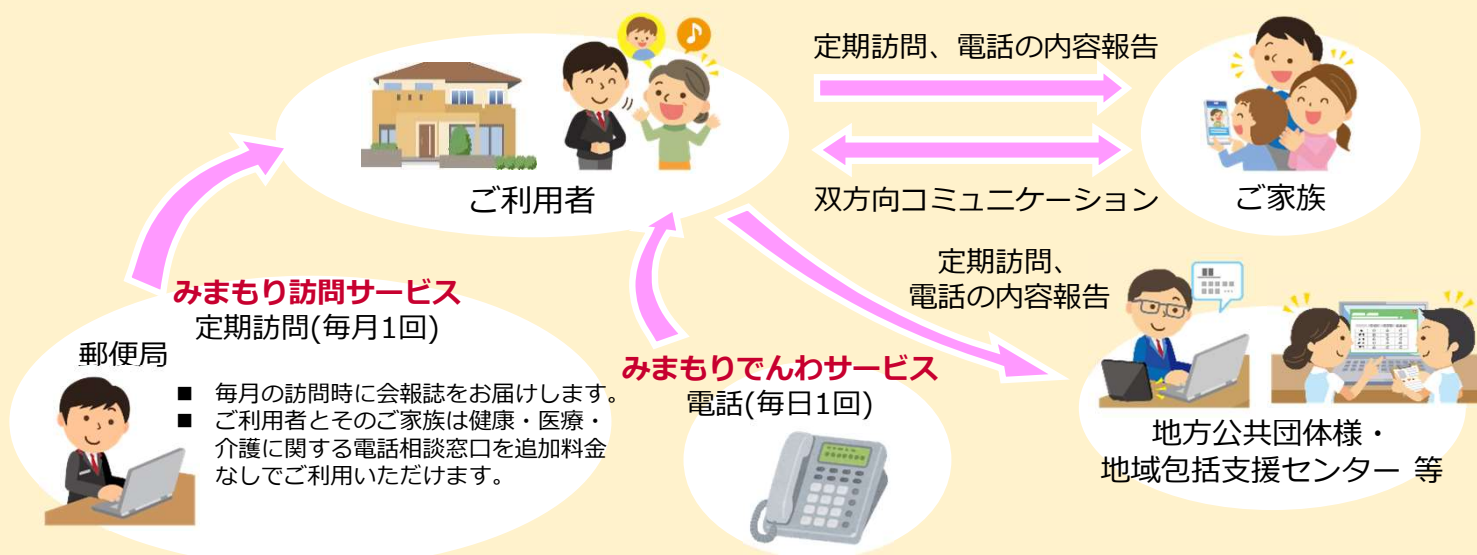 定期訪問、電話の内容報告
ご利用者
双方向コミュニケーション
ご家族
みまもり訪問サービス
定期訪問(毎月1回)
郵便局
■ 毎月の訪問時に会報誌をお届けします。
■ ご利用者とそのご家族は健康・医療・
介護に関する電話相談窓口を追加料金
なしでご利用いただけます。
みまもりでんわサービス
電話(毎日1回)
定期訪問、
電話の内容報告
地方公共団体様・
地域包括支援センター 等